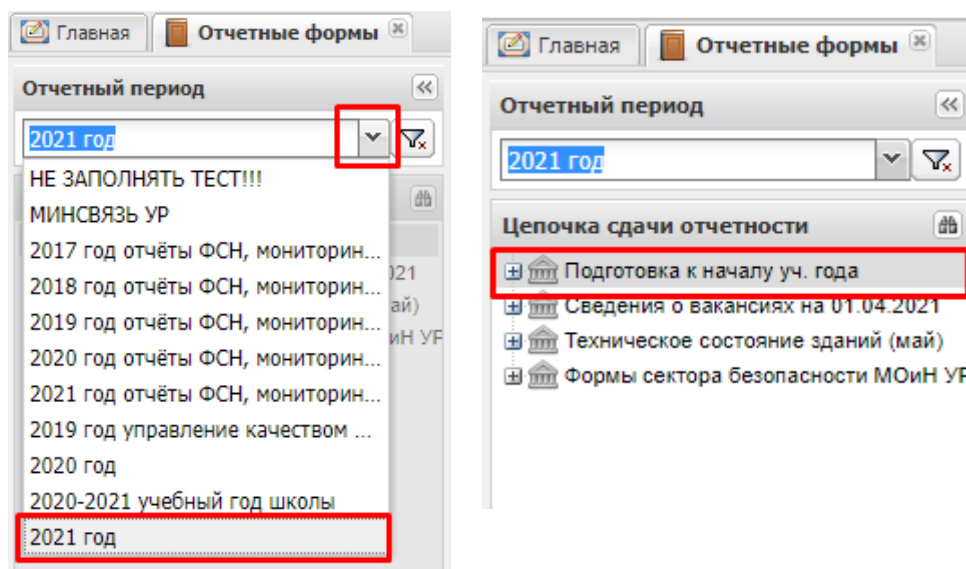 Главная Отчетные формы
Отчетный период
2021 год
НЕ ЗАПОЛНЯТЬ ТЕСТ!!!
МИНСВЯЗЬ УР
2017 год отчёты ФСН, мониторин...
2018 год отчёты ФСН, мониторин...
2019 год отчёты ФСН, мониторин...
2020 год отчёты ФСН, мониторин...
2021 год отчёты ФСН, мониторин...
2019 год управление качеством ...
2020 год
2020-2021 учебный год школы
2021 год
021
ай)
иН УР
Главная Отчетные формы
Отчетный период
2021 год
Цепочка сдачи отчетности
Подготовка к началу уч. года
Сведения о вакансиях на 01.04.2021
Техническое состояние зданий (май)
Формы сектора безопасности МОиН УР